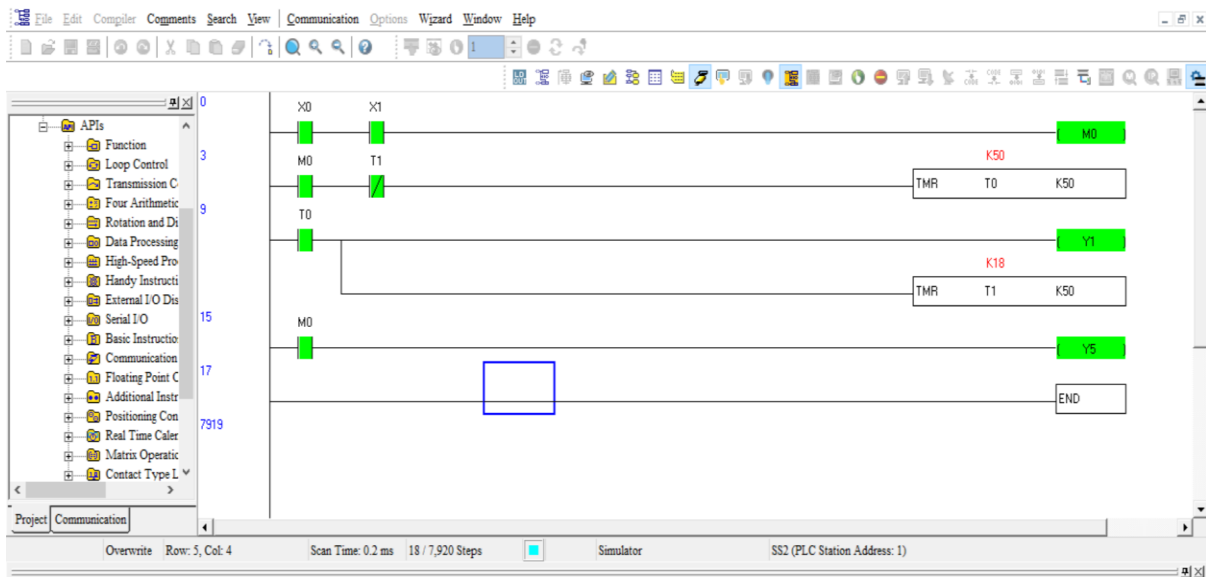 File Edit Compiler Comments Search View Communication Options Wizard Window Help
1
LD OUT
0
X0 X1
M0
APIs
Function
Loop Control
Transmission C
Four Arithmetic
Rotation and Di
Data Processing
High-Speed Pro
Handy Instructi
External I/O Dis
Serial I/O
Basic Instructio
Communication
Floating Point C
Additional Instr
Positioning Con
Real Time Caler
Matrix Operatic
Contact Type L
Project Communication
3
M0 T1
K50
TMR T0 K50
9
T0
Y1
K18
TMR T1 K50
15
M0
Y5
17
END
7919
Overwrite Row: 5, Col: 4 Scan Time: 0.2 ms 18 / 7,920 Steps Simulator SS2 (PLC Station Address: 1)